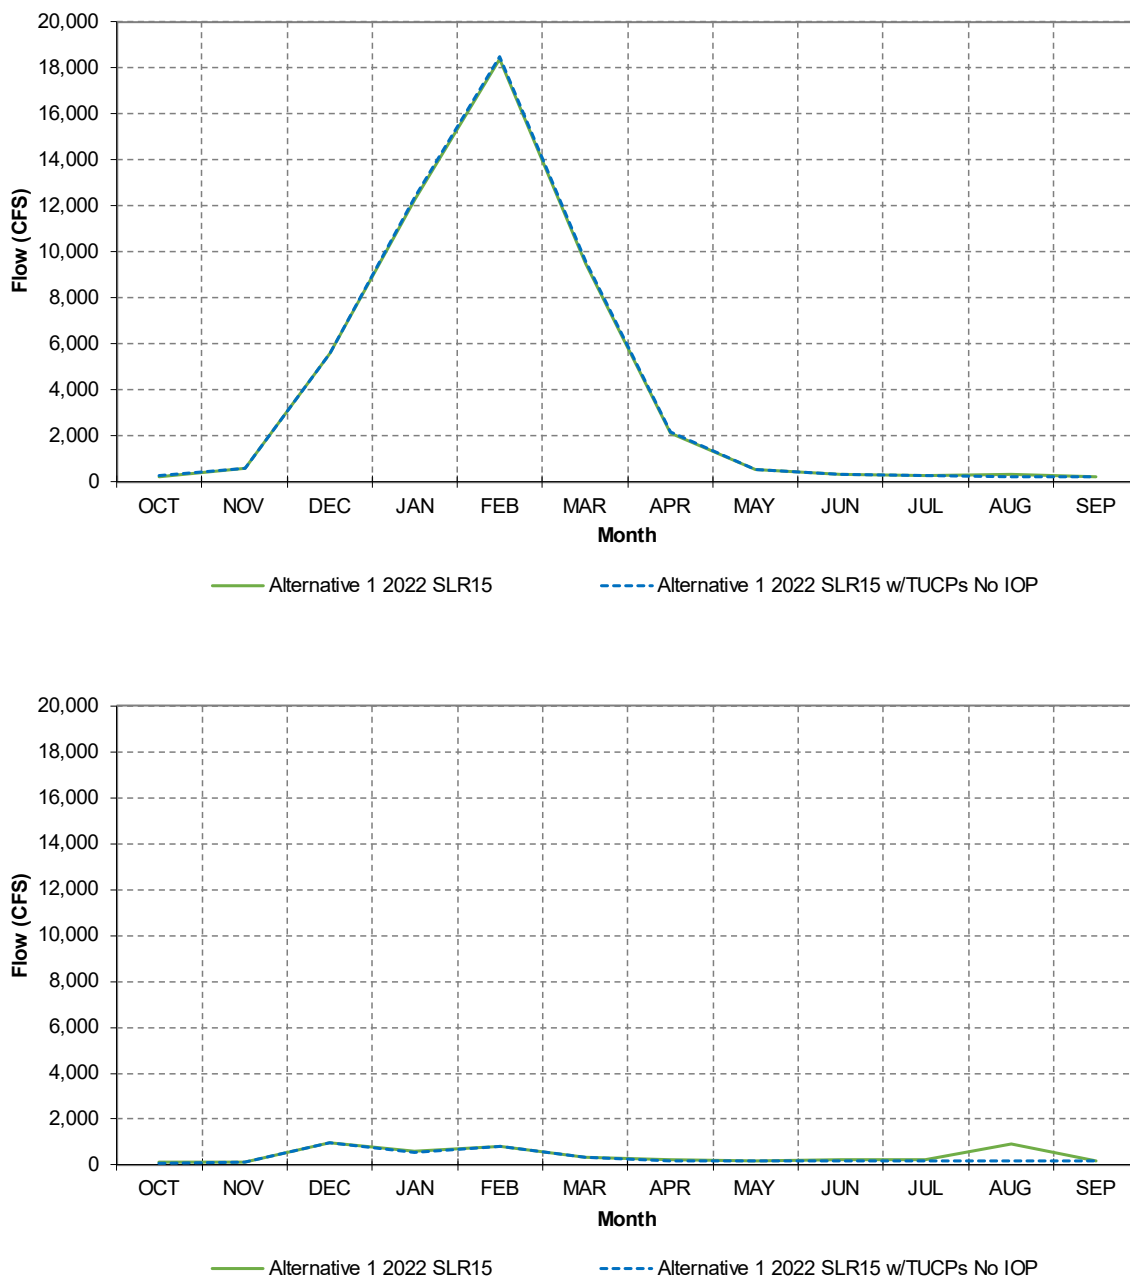 20,000
18,000
16,000
14,000
12,000
10,000
8,000
6,000
4,000
2,000
0
Flow (CFS)
OCT NOV DEC JAN FEB MAR APR MAY JUN JUL AUG SEP
Month
Alternative 1 2022 SLR15 Alternative 1 2022 SLR15 w/TUCPs No IOP
20,000
18,000
16,000
14,000
12,000
10,000
8,000
6,000
4,000
2,000
0
Flow (CFS)
OCT NOV DEC JAN FEB MAR APR MAY JUN JUL AUG SEP
Month
Alternative 1 2022 SLR15 Alternative 1 2022 SLR15 w/TUCPs No IOP